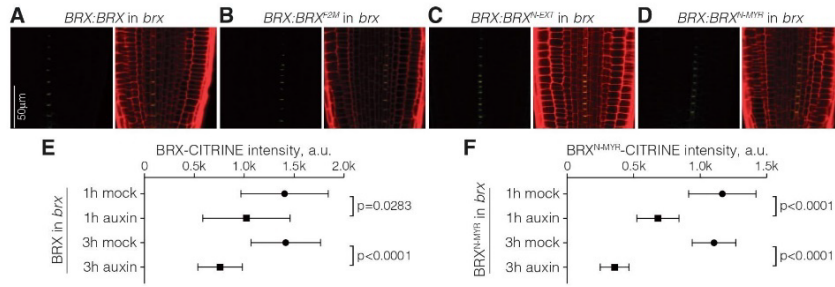 A BRX:BRX in brx
B BRX:BRX^F2M in brx
C BRX:BRX^N-EXT in brx
D BRX:BRX^N-MYR in brx
50µm
E
BRX-CITRINE intensity, a.u.
0 0.5k 1.0k 1.5k 2.0k
BRX in brx
1h mock
1h auxin
p=0.0283
3h mock
3h auxin
p<0.0001
F
BRX^N-MYR-CITRINE intensity, a.u.
0 0.5k 1.0k 1.5k
BRX^N-MYR in brx
1h mock
1h auxin
p<0.0001
3h mock
3h auxin
p<0.0001